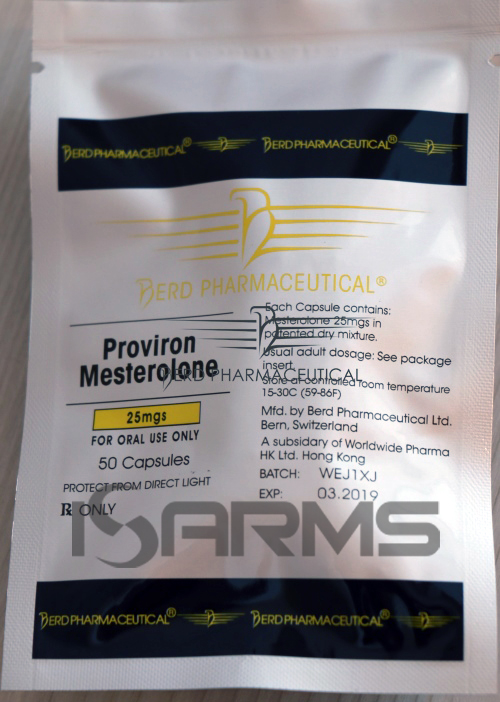 BERD PHARMACEUTICAL® BERD PHARMACEUTICAL®
BERD PHARMACEUTICAL®
Proviron
Mesterolone
25mgs
FOR ORAL USE ONLY
50 Capsules
PROTECT FROM DIRECT LIGHT
℞ ONLY
Each Capsule contains:
Mesterolone 25mgs in
patented dry mixture.
Usual adult dosage: See package
insert.
Store at controlled room temperature
15-30C (59-86F)
Mfd. by Berd Pharmaceutical Ltd.
Bern, Switzerland
A subsidary of Worldwide Pharma
HK Ltd. Hong Kong
BATCH: WEJ1XJ
EXP: 03.2019
BERD PHARMACEUTICAL
ISARMS
BERD PHARMACEUTICAL® BERD PHARMACEUTICAL®